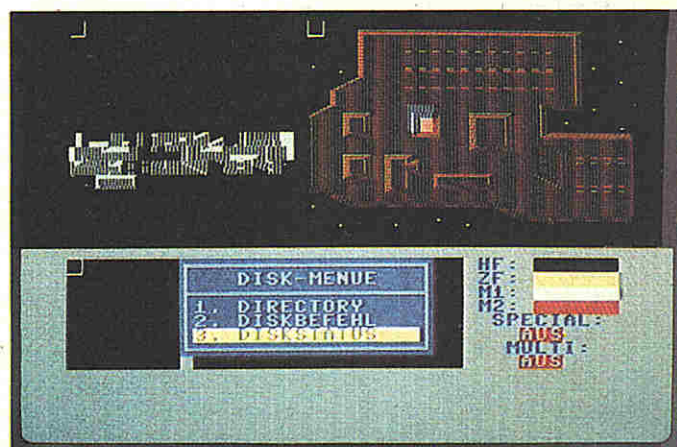 DISK-MENUE
1. DIRECTORY
2. DISKBEFEHL
3. DISKSTATUS
HF:
ZF:
M1:
M2:
SPECIAL:
AUS
MULTI:
AUS